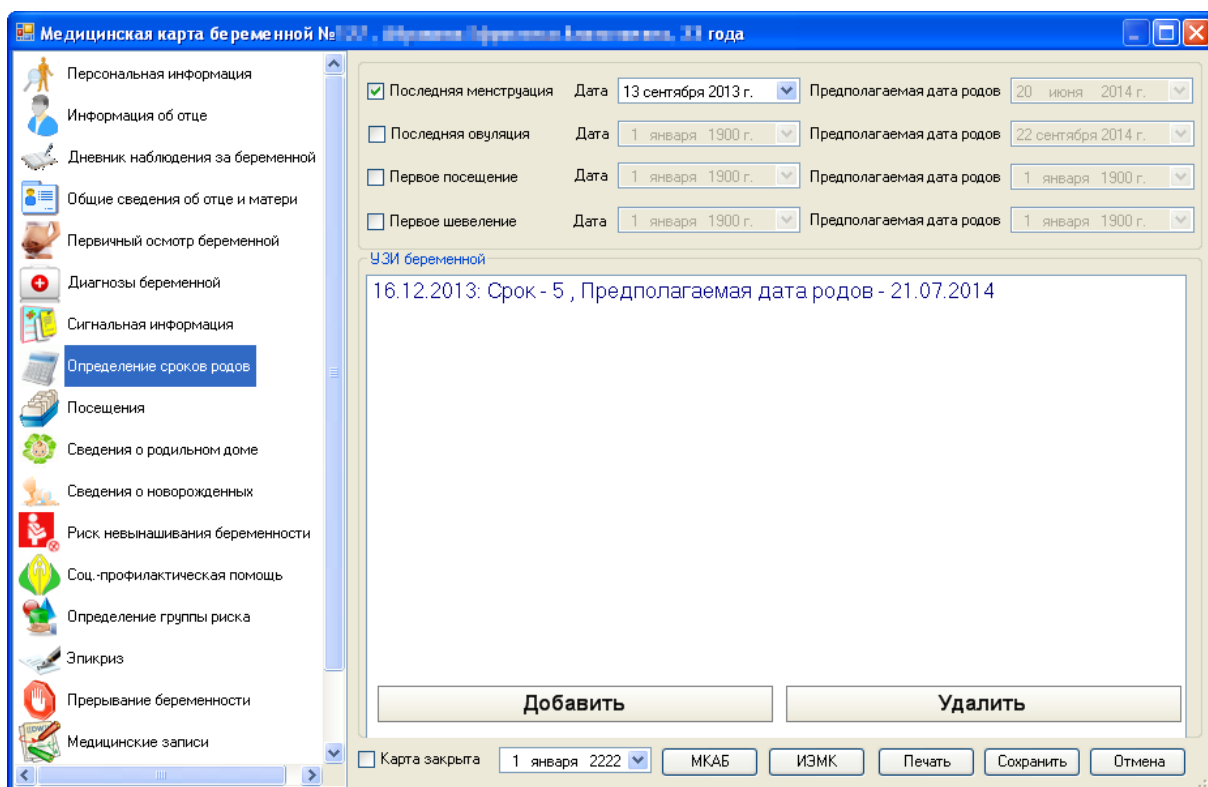 Медицинская карта беременной № года
Персональная информация
Информация об отце
Дневник наблюдения за беременной
Общие сведения об отце и матери
Первичный осмотр беременной
Диагнозы беременной
Сигнальная информация
Определение сроков родов
Посещения
Сведения о родильном доме
Сведения о новорожденных
Риск невынашивания беременности
Соц.-профилактическая помощь
Определение группы риска
Эпикриз
Прерывание беременности
Медицинские записи
Последняя менструация Дата 13 сентября 2013 г. Предполагаемая дата родов 20 июня 2014 г.
Последняя овуляция Дата 1 января 1900 г. Предполагаемая дата родов 22 сентября 2014 г.
Первое посещение Дата 1 января 1900 г. Предполагаемая дата родов 1 января 1900 г.
Первое шевеление Дата 1 января 1900 г. Предполагаемая дата родов 1 января 1900 г.
УЗИ беременной
16.12.2013: Срок - 5 , Предполагаемая дата родов - 21.07.2014
Добавить Удалить
Карта закрыта 1 января 2222 МКАБ ИЭМК Печать Сохранить Отмена